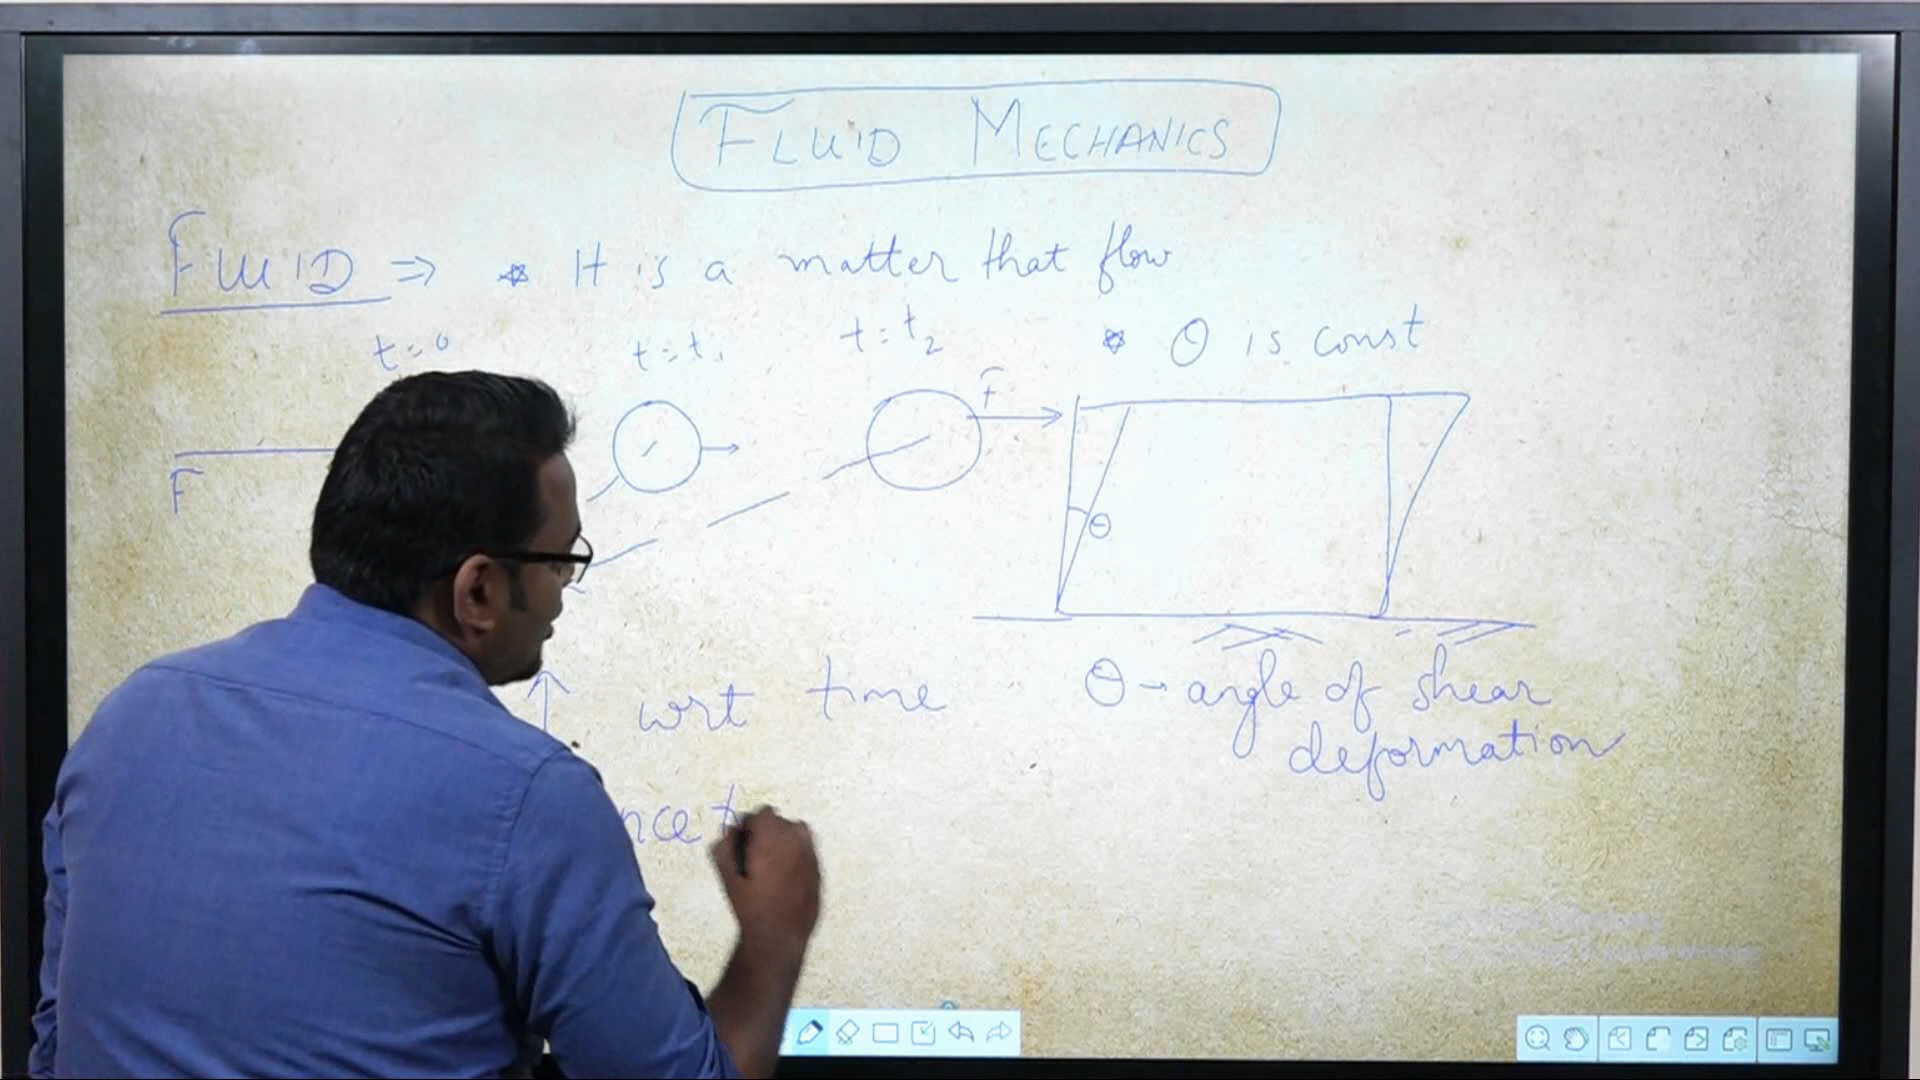 FLUID MECHANICS
FLUID ⇒ * It is a matter that flow
t=0 t=t₁ t=t₂ * θ is const
F
F
θ
↑ wrt time θ → angle of shear
deformation
nce t